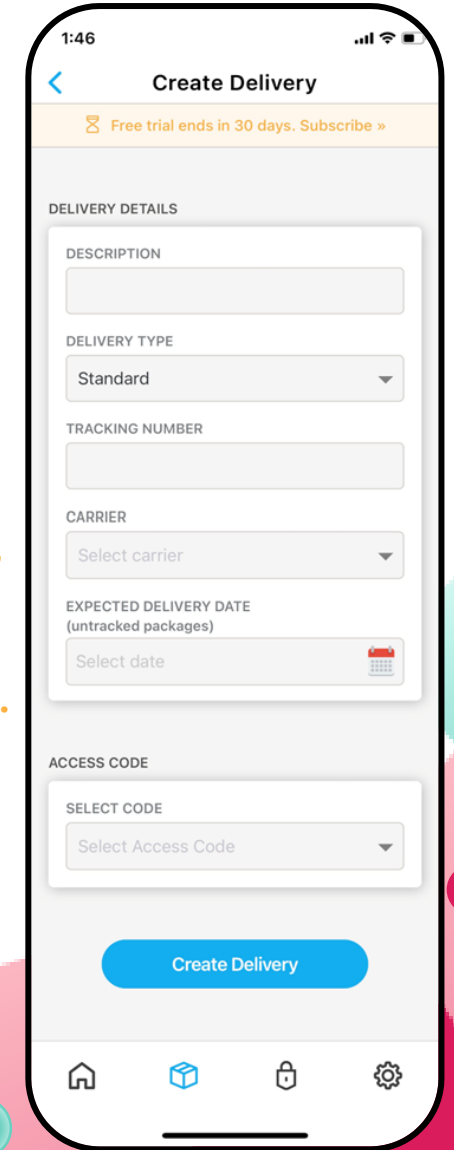 1:46
Create Delivery
Free trial ends in 30 days. Subscribe »
DELIVERY DETAILS
DESCRIPTION
DELIVERY TYPE
Standard
TRACKING NUMBER
CARRIER
Select carrier
EXPECTED DELIVERY DATE
(untracked packages)
Select date
ACCESS CODE
SELECT CODE
Select Access Code
Create Delivery